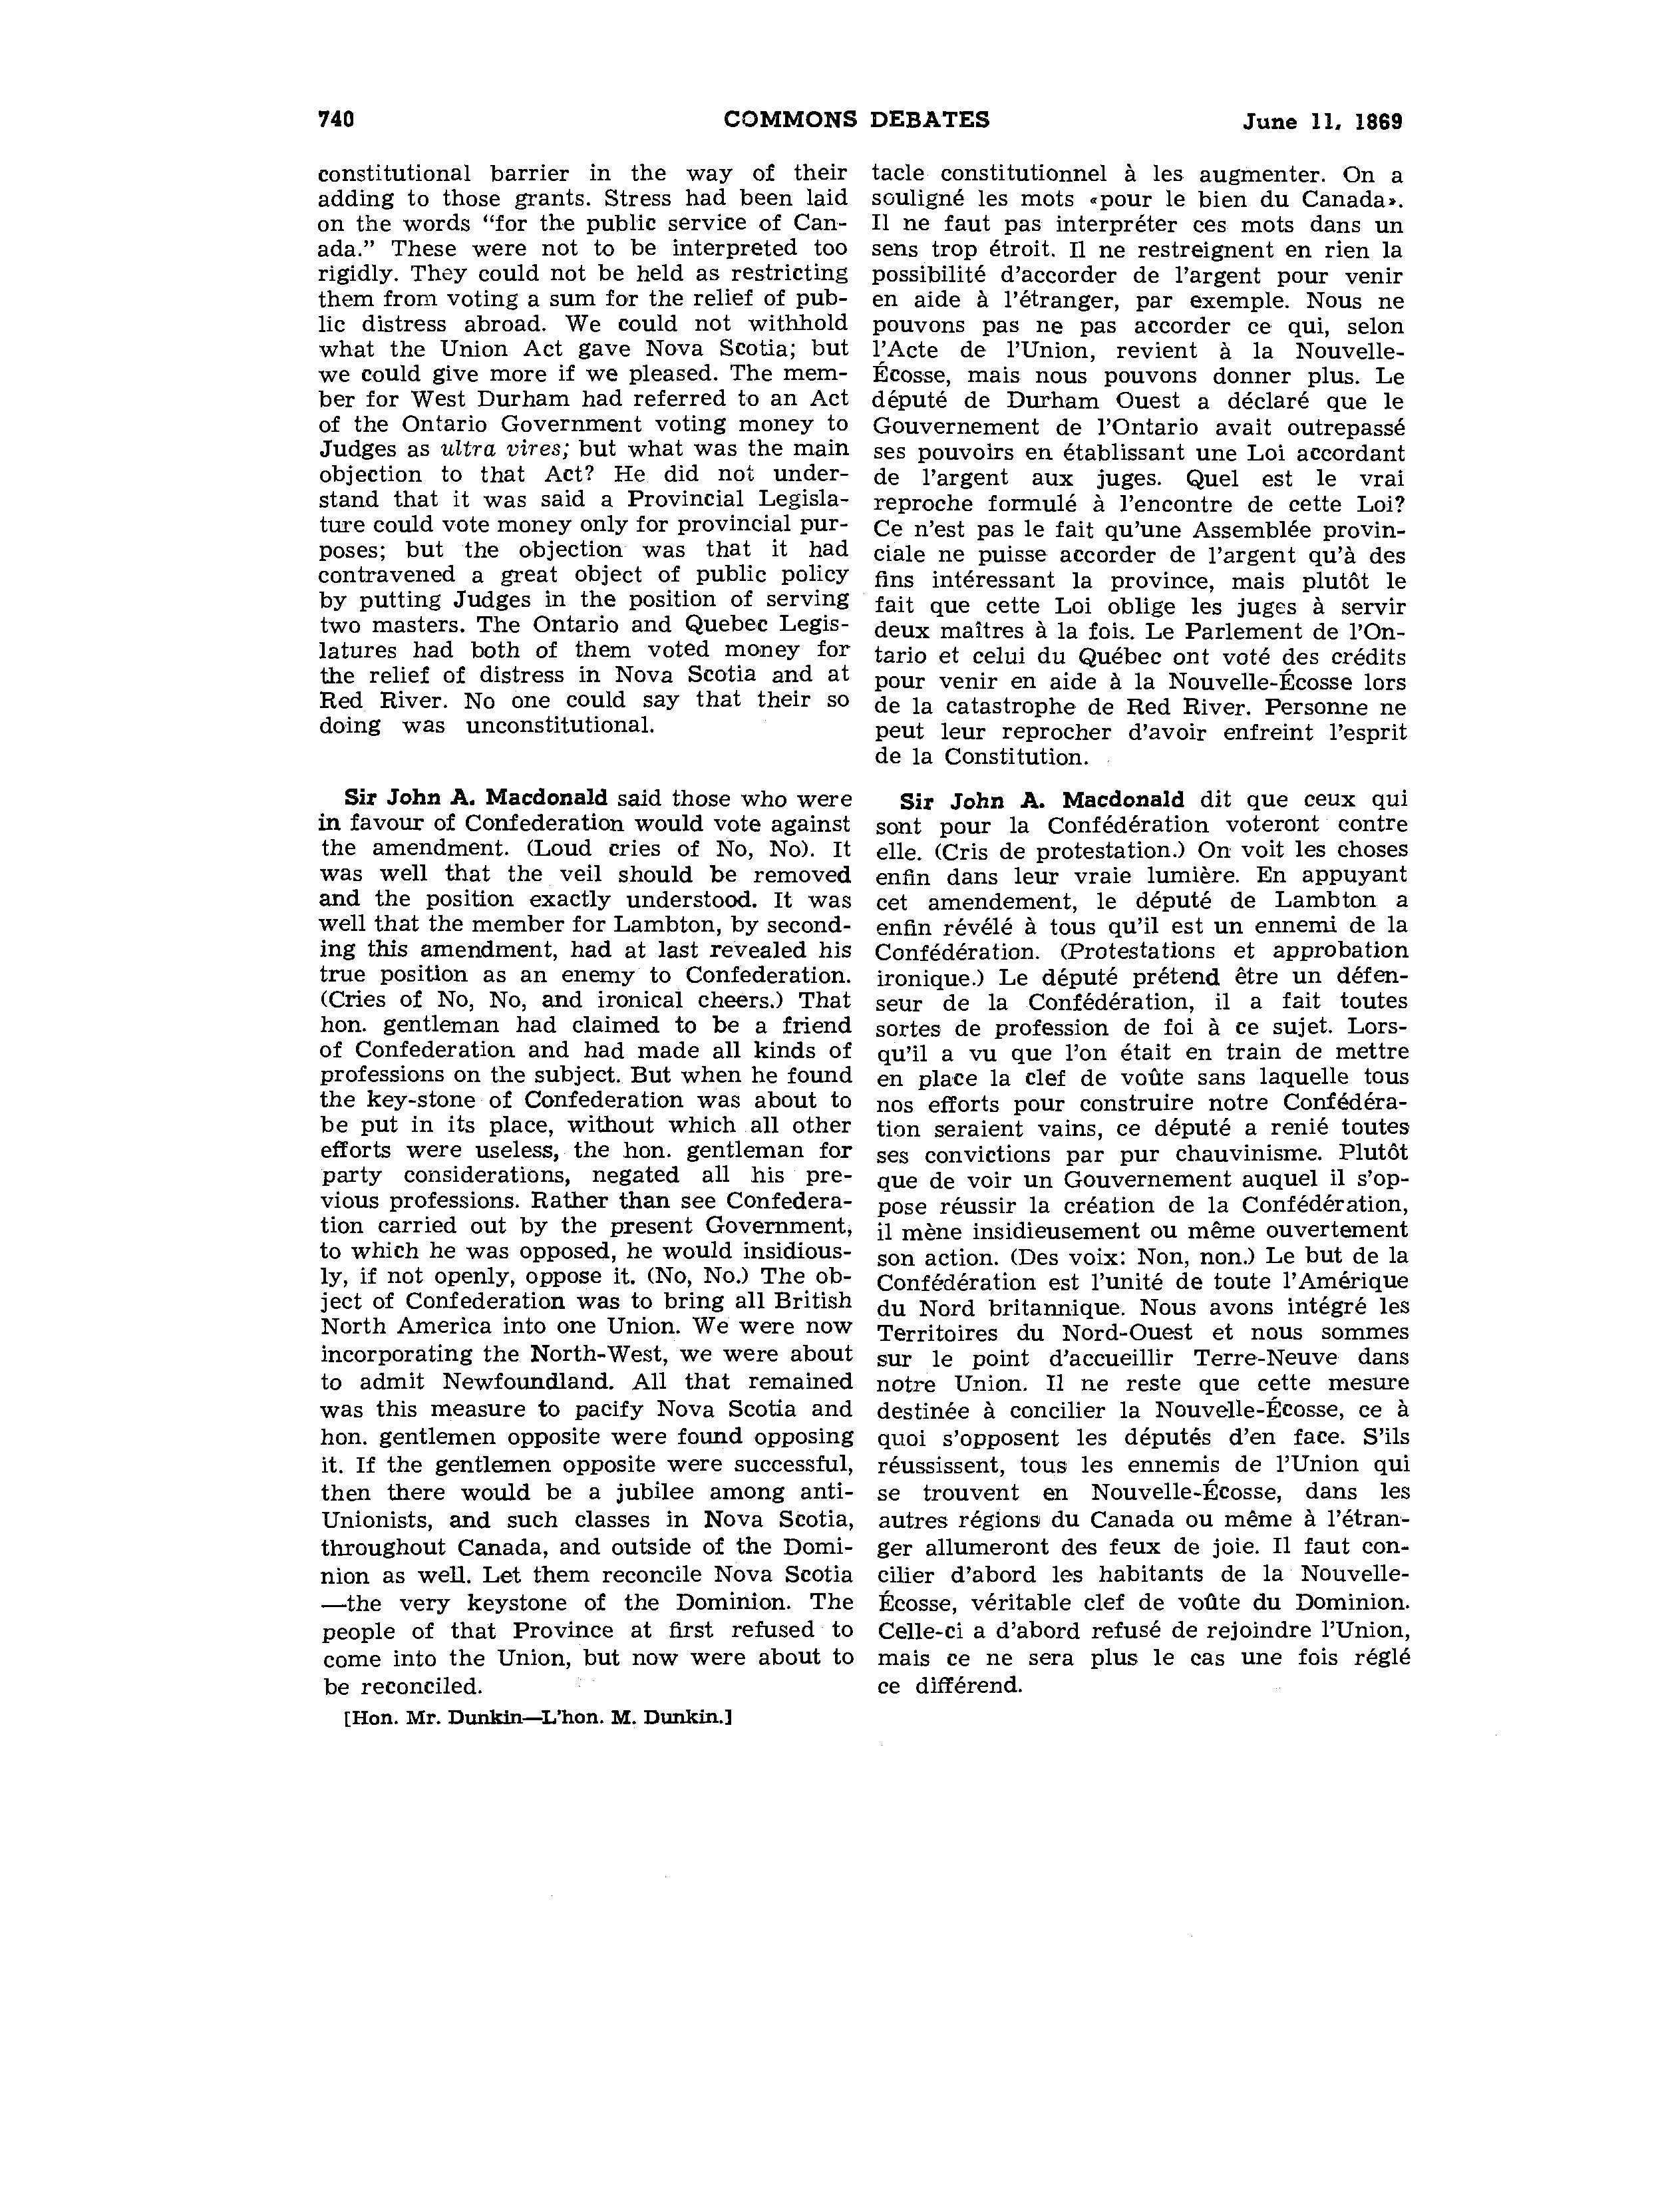 740
COMMONS DEBATES
June 11, 1869
constitutional barrier in the way of their
adding to those grants. Stress had been laid
on the words “for the public service of Can-
ada.” These were not to be interpreted too
rigidly. They could not be held as restricting
them from voting a sum for the relief of pub-
lic distress abroad. We could not withhold
what the Union Act gave Nova Scotia; but
we could give more if we pleased. The mem-
ber for West Durham had referred to an Act
of the Ontario Government voting money to
Judges as ultra vires; but what was the main
objection to that Act? He did not under-
stand that it was said a Provincial Legisla-
ture could vote money only for provincial pur-
poses; but the objection was that it had
contravened a great object of public policy
by putting Judges in the position of serving
two masters. The Ontario and Quebec Legis-
latures had both of them voted money for
the relief of distress in Nova Scotia and at
Red River. No one could say that their so
doing was unconstitutional.
Sir John A. Macdonald said those who were
in favour of Confederation would vote against
the amendment. (Loud cries of No, No). It
was well that the veil should be removed
and the position exactly understood. It was
well that the member for Lambton, by second-
ing this amendment, had at last revealed his
true position as an enemy to Confederation.
(Cries of No, No, and ironical cheers.) That
hon. gentleman had claimed to be a friend
of Confederation and had made all kinds of
professions on the subject. But when he found
the key-stone of Confederation was about to
be put in its place, without which all other
efforts were useless, the hon. gentleman for
party considerations, negated all his pre-
vious professions. Rather than see Confedera-
tion carried out by the present Government,
to which he was opposed, he would insidious-
ly, if not openly, oppose it. (No, No.) The ob-
ject of Confederation was to bring all British
North America into one Union. We were now
incorporating the North-West, we were about
to admit Newfoundland. All that remained
was this measure to pacify Nova Scotia and
hon. gentlemen opposite were found opposing
it. If the gentlemen opposite were successful,
then there would be a jubilee among anti-
Unionists, and such classes in Nova Scotia,
throughout Canada, and outside of the Domi-
nion as well. Let them reconcile Nova Scotia
—the very keystone of the Dominion. The
people of that Province at first refused to
come into the Union, but now were about to
be reconciled.
[Hon. Mr. Dunkin—L’hon. M. Dunkin.]
tacle constitutionnel à les augmenter. On a
souligné les mots «pour le bien du Canada».
Il ne faut pas interpréter ces mots dans un
sens trop étroit. Il ne restreignent en rien la
possibilité d’accorder de l’argent pour venir
en aide à l’étranger, par exemple. Nous ne
pouvons pas ne pas accorder ce qui, selon
l’Acte de l’Union, revient à la Nouvelle-
Écosse, mais nous pouvons donner plus. Le
député de Durham Ouest a déclaré que le
Gouvernement de l’Ontario avait outrepassé
ses pouvoirs en établissant une Loi accordant
de l’argent aux juges. Quel est le vrai
reproche formulé à l’encontre de cette Loi?
Ce n’est pas le fait qu’une Assemblée provin-
ciale ne puisse accorder de l’argent qu’à des
fins intéressant la province, mais plutôt le
fait que cette Loi oblige les juges à servir
deux maîtres à la fois. Le Parlement de l’On-
tario et celui du Québec ont voté des crédits
pour venir en aide à la Nouvelle-Écosse lors
de la catastrophe de Red River. Personne ne
peut leur reprocher d’avoir enfreint l’esprit
de la Constitution.
Sir John A. Macdonald dit que ceux qui
sont pour la Confédération voteront contre
elle. (Cris de protestation.) On voit les choses
enfin dans leur vraie lumière. En appuyant
cet amendement, le député de Lambton a
enfin révélé à tous qu’il est un ennemi de la
Confédération. (Protestations et approbation
ironique.) Le député prétend être un défen-
seur de la Confédération, il a fait toutes
sortes de profession de foi à ce sujet. Lors-
qu’il a vu que l’on était en train de mettre
en place la clef de voûte sans laquelle tous
nos efforts pour construire notre Confédéra-
tion seraient vains, ce député a renié toutes
ses convictions par pur chauvinisme. Plutôt
que de voir un Gouvernement auquel il s’op-
pose réussir la création de la Confédération,
il mène insidieusement ou même ouvertement
son action. (Des voix: Non, non.) Le but de la
Confédération est l’unité de toute l’Amérique
du Nord britannique. Nous avons intégré les
Territoires du Nord-Ouest et nous sommes
sur le point d’accueillir Terre-Neuve dans
notre Union. Il ne reste que cette mesure
destinée à concilier la Nouvelle-Écosse, ce à
quoi s’opposent les députés d’en face. S’ils
réussissent, tous les ennemis de l’Union qui
se trouvent en Nouvelle-Écosse, dans les
autres régions du Canada ou même à l’étran-
ger allumeront des feux de joie. Il faut con-
cilier d’abord les habitants de la Nouvelle-
Écosse, véritable clef de voûte du Dominion.
Celle-ci a d’abord refusé de rejoindre l’Union,
mais ce ne sera plus le cas une fois réglé
ce différend.